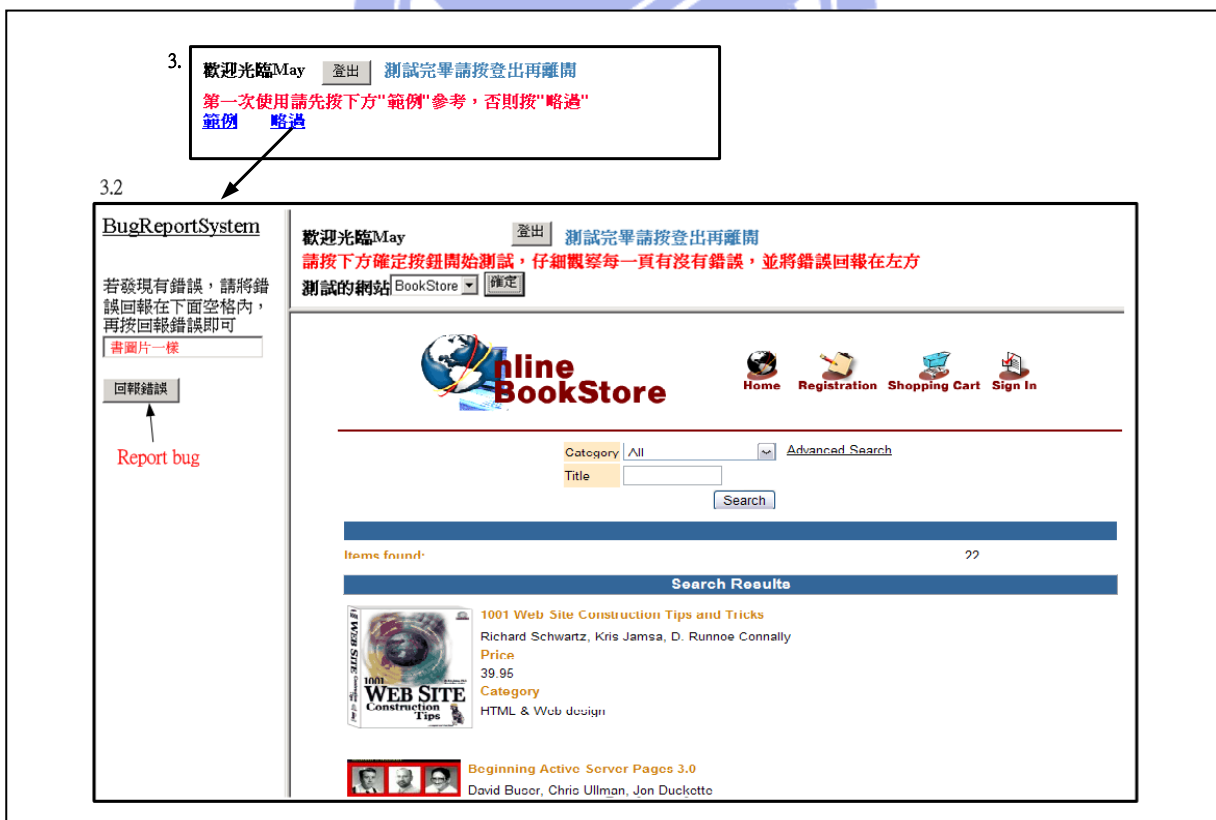 3.
歡迎光臨May 登出 測試完畢請按登出再離開
第一次使用請先按下方"範例"參考，否則按"略過"
範例 略過
3.2
BugReportSystem
若發現有錯誤，請將錯
誤回報在下面空格內，
再按回報錯誤即可
書圖片一樣
回報錯誤
Report bug
歡迎光臨May 登出 測試完畢請按登出再離開
請按下方確定按鈕開始測試，仔細觀察每一頁有沒有錯誤，並將錯誤回報在左方
測試的網站 BookStore 確定
nline
BookStore
Home Registration Shopping Cart Sign In
Category All Advanced Search
Title
Search
Items found: 22
Search Results
1001 Web Site Construction Tips and Tricks
Richard Schwartz, Kris Jamsa, D. Runnoe Connally
Price
39.95
Category
HTML & Web design
WEB SITE
1001
WEB SITE
Construction
Tips
Beginning Active Server Pages 3.0
David Buser, Chris Ullman, Jon Duckette